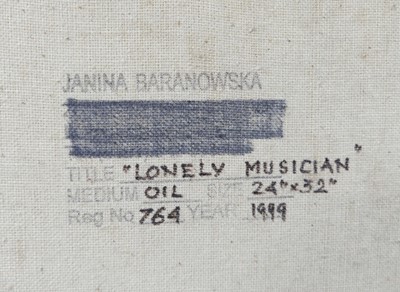 JANINA BARANOWSKA
TITLE "LONELY MUSICIAN"
MEDIUM OIL SIZE 24"x32"
Reg No 764 YEAR 1999